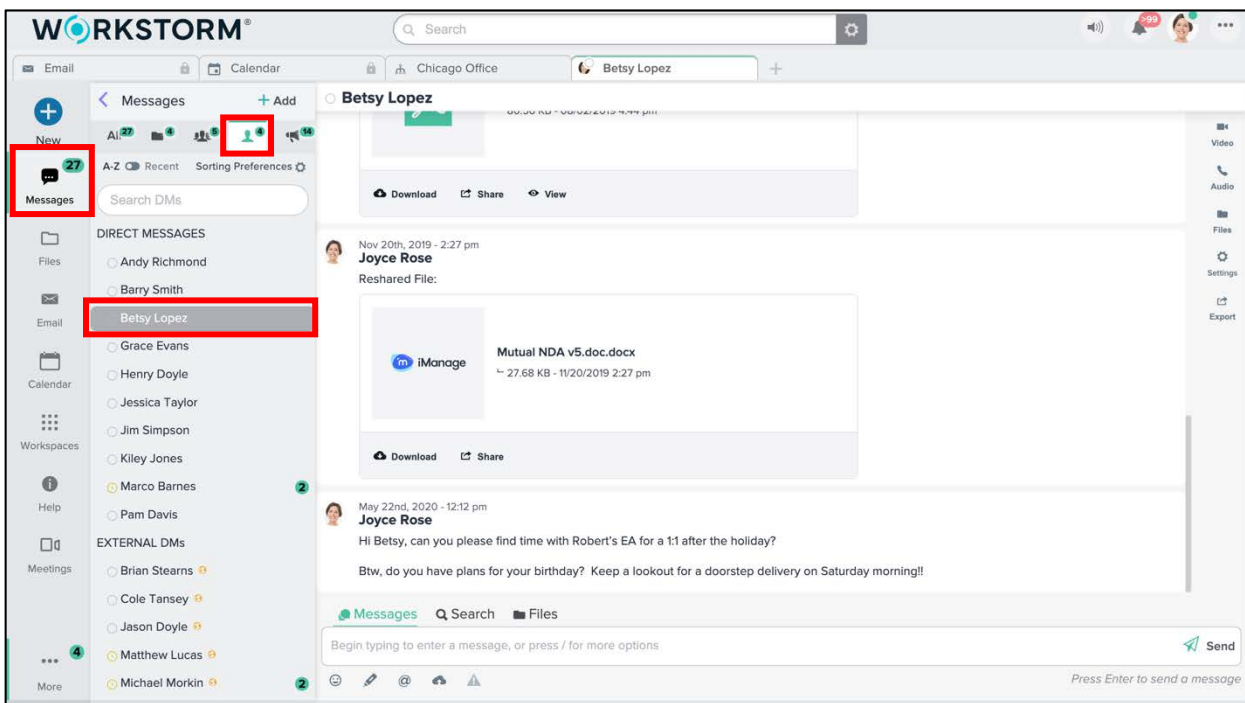 WORKSTORM®
Search
>99
Email
Calendar
Chicago Office
Betsy Lopez
New
27
Messages
Files
Email
Calendar
Workspaces
Help
Meetings
4
More
Messages
+ Add
All 27 4 5 4 14
A-Z Recent Sorting Preferences
Search DMs
DIRECT MESSAGES
Andy Richmond
Barry Smith
Betsy Lopez
Grace Evans
Henry Doyle
Jessica Taylor
Jim Simpson
Kiley Jones
Marco Barnes 2
Pam Davis
EXTERNAL DMs
Brian Stearns
Cole Tansey
Jason Doyle
Matthew Lucas
Michael Morkin 2
Betsy Lopez
Download Share View
Nov 20th, 2019 - 2:27 pm
Joyce Rose
Reshared File:
iManage
Mutual NDA v5.doc.docx
27.68 KB - 11/20/2019 2:27 pm
Download Share
May 22nd, 2020 - 12:12 pm
Joyce Rose
Hi Betsy, can you please find time with Robert's EA for a 1:1 after the holiday?
Btw, do you have plans for your birthday? Keep a lookout for a doorstep delivery on Saturday morning!!
Messages Search Files
Begin typing to enter a message, or press / for more options
Send
Press Enter to send a message
Video
Audio
Files
Settings
Export